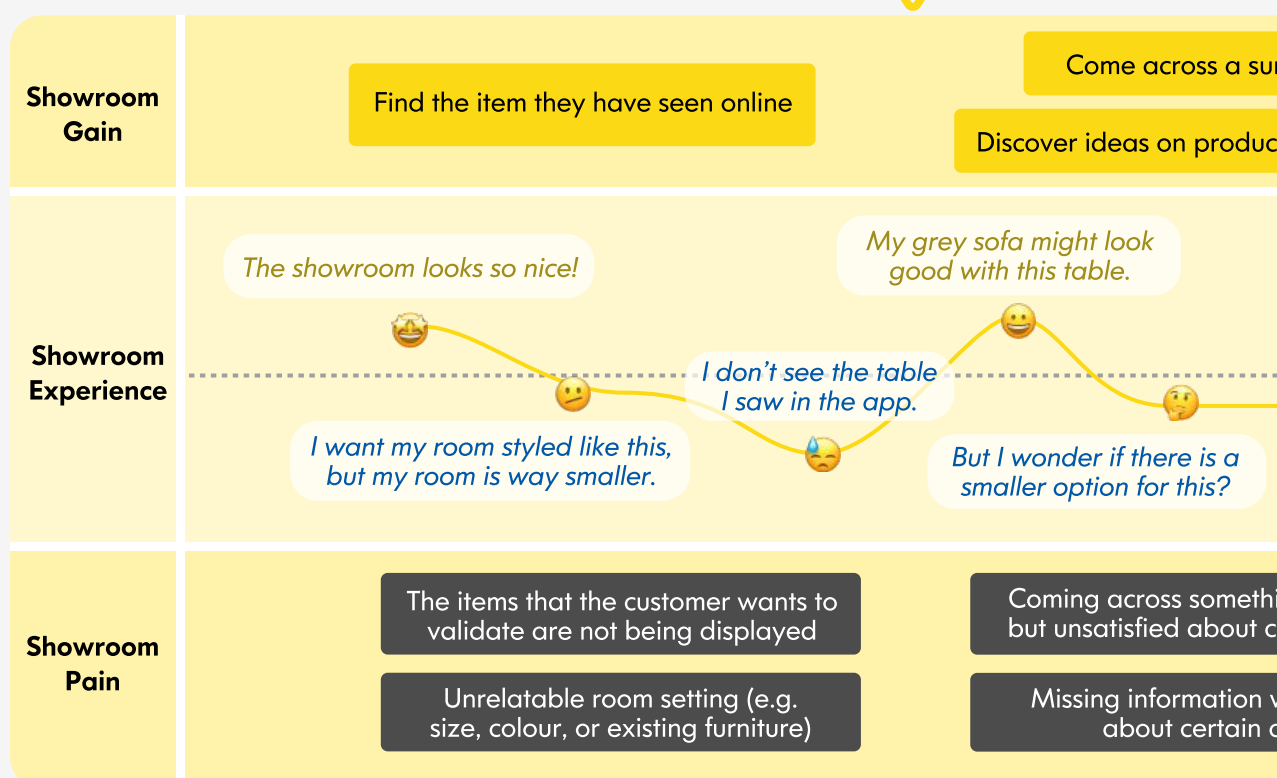 Showroom
Gain
Find the item they have seen online
Come across a
Discover ideas on
Showroom
Experience
The showroom looks so nice!
I want my room styled like this,
but my room is way smaller.
I don't see the table
I saw in the app.
My grey sofa might look
good with this table.
But I wonder if there is a
smaller option for this?
Showroom
Pain
The items that the customer wants to
validate are not being displayed
Unrelatable room setting (e.g.
size, colour, or existing furniture)
Coming across
but unsatisfied about
Missing information
about certain